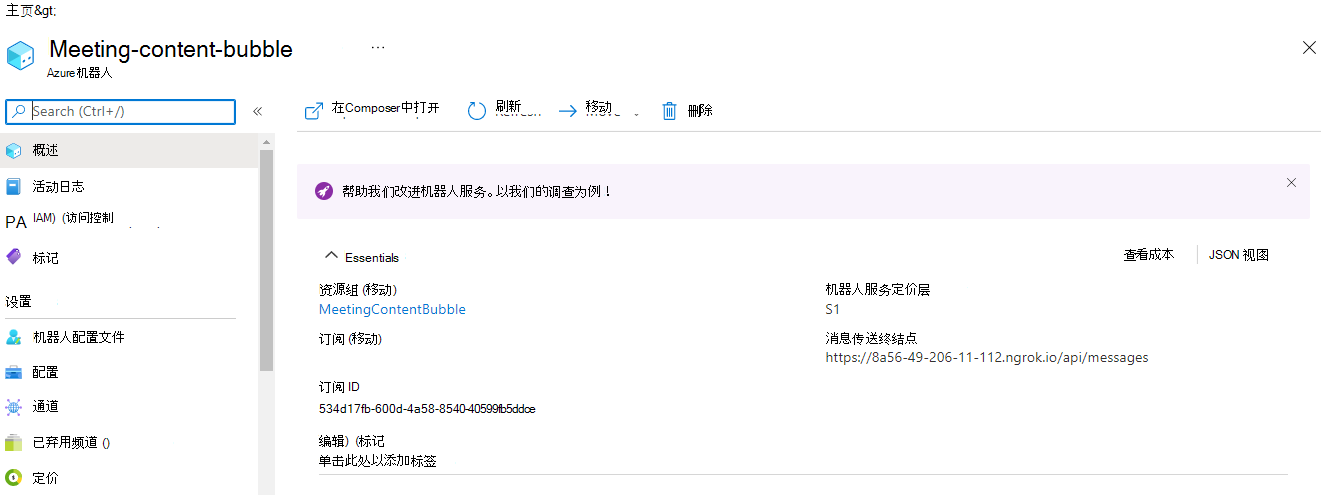 主页&gt;
Meeting-content-bubble
...
Azure机器人
Search (Ctrl+/)
«
概述
活动日志
PA IAM) (访问控制
标记
设置
机器人配置文件
配置
通道
已弃用频道 ()
定价
在Composer中打开
刷新
移动
删除
帮助我们改进机器人服务。以我们的调查为例！
Essentials
查看成本
JSON 视图
资源组 (移动)
MeetingContentBubble
订阅 (移动)
订阅 ID
534d17fb-600d-4a58-8540-40599fb5ddce
编辑) (标记
单击此处以添加标签
机器人服务定价层
S1
消息传送终结点
https://8a56-49-206-11-112.ngrok.io/api/messages